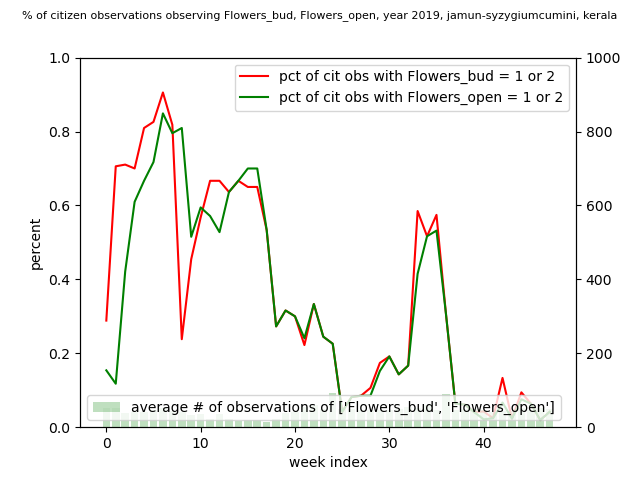 % of citizen observations observing Flowers_bud, Flowers_open, year 2019, jamun-syzygiumcumini, kerala
1.0
0.8
0.6
0.4
0.2
0.0
percent
1000
800
600
400
200
0
pct of cit obs with Flowers_bud = 1 or 2
pct of cit obs with Flowers_open = 1 or 2
average # of observations of ['Flowers_bud', 'Flowers_open']
0 10 20 30 40
week index